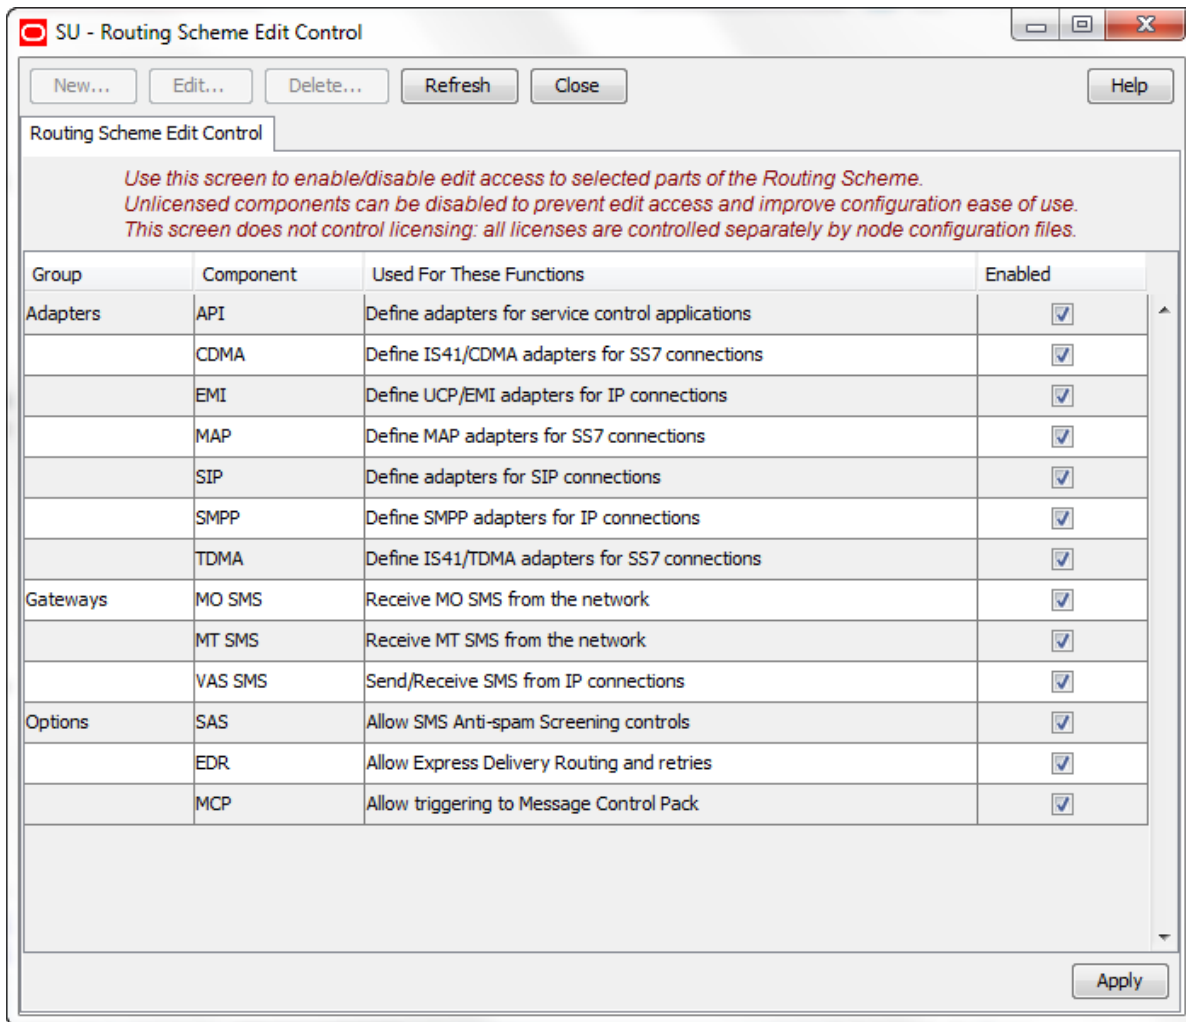 SU - Routing Scheme Edit Control
New... Edit... Delete... Refresh Close Help
Routing Scheme Edit Control
Use this screen to enable/disable edit access to selected parts of the Routing Scheme.
Unlicensed components can be disabled to prevent edit access and improve configuration ease of use.
This screen does not control licensing: all licenses are controlled separately by node configuration files.
Group Component Used For These Functions Enabled
Adapters API Define adapters for service control applications
CDMA Define IS41/CDMA adapters for SS7 connections
EMI Define UCP/EMI adapters for IP connections
MAP Define MAP adapters for SS7 connections
SIP Define adapters for SIP connections
SMPP Define SMPP adapters for IP connections
TDMA Define IS41/TDMA adapters for SS7 connections
Gateways MO SMS Receive MO SMS from the network
MT SMS Receive MT SMS from the network
VAS SMS Send/Receive SMS from IP connections
Options SAS Allow SMS Anti-spam Screening controls
EDR Allow Express Delivery Routing and retries
MCP Allow triggering to Message Control Pack
Apply